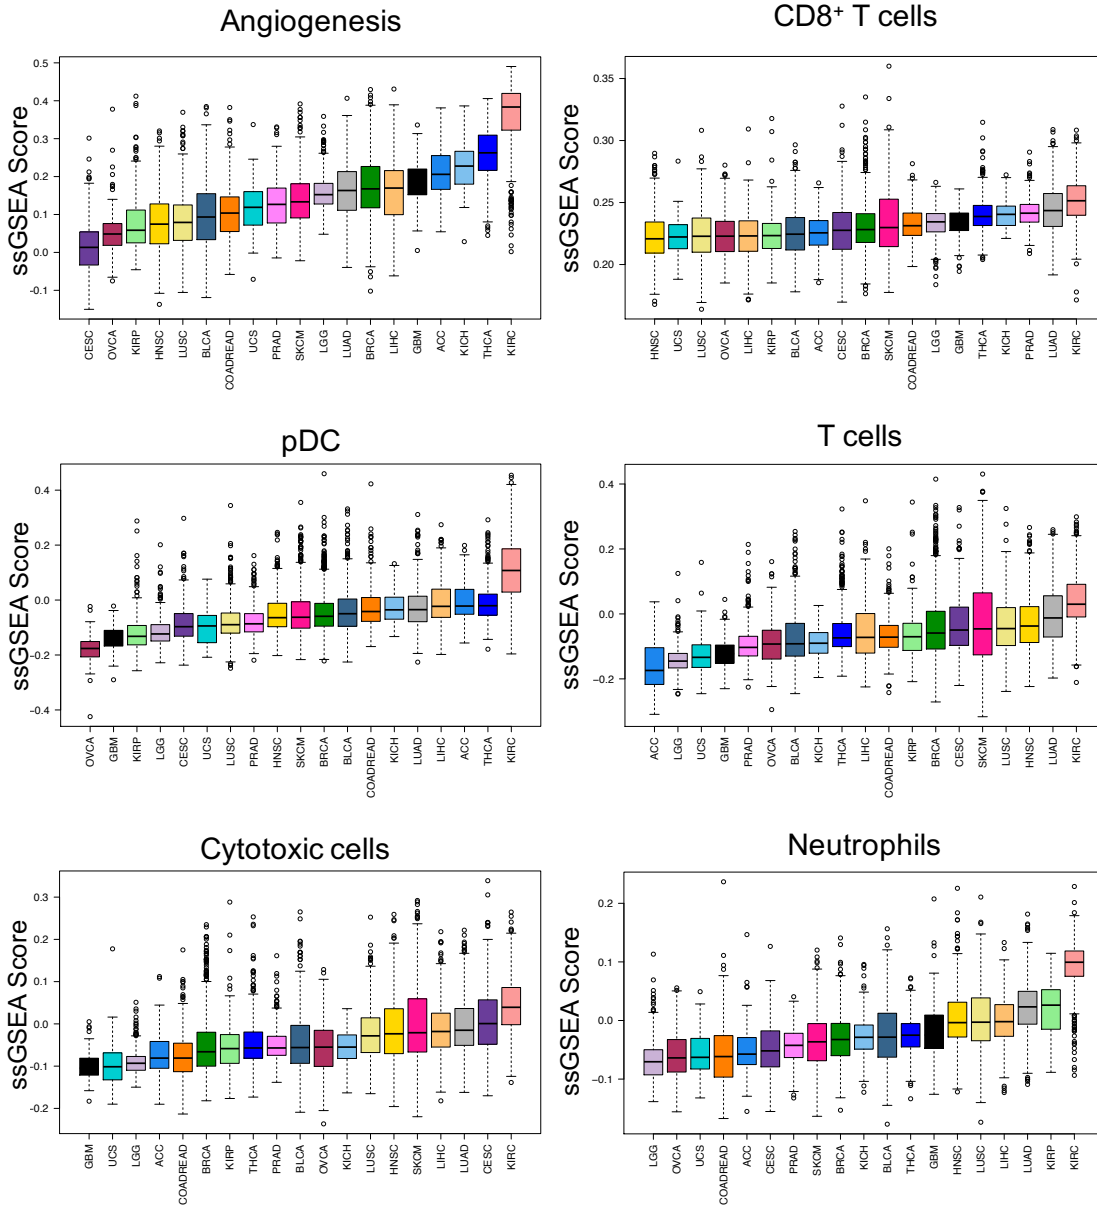 Angiogenesis
ssGSEA Score
0.5
0.4
0.3
0.2
0.1
0.0
−0.1
CESC OVCA KIRP HNSC LUSC BLCA COADREAD UCS PRAD SKCM LGG LUAD BRCA LIHC GBM ACC KICH THCA KIRC
CD8⁺ T cells
ssGSEA Score
0.35
0.30
0.25
0.20
HNSC UCS LUSC OVCA LIHC KIRP BLCA ACC CESC BRCA SKCM COADREAD LGG GBM THCA KICH PRAD LUAD KIRC
pDC
ssGSEA Score
0.4
0.2
0.0
−0.2
−0.4
OVCA GBM KIRP LGG CESC UCS LUSC PRAD HNSC SKCM BRCA BLCA COADREAD KICH LUAD LIHC ACC THCA KIRC
T cells
ssGSEA Score
0.4
0.2
0.0
−0.2
ACC LGG UCS GBM PRAD OVCA BLCA KICH THCA LIHC COADREAD KIRP BRCA CESC SKCM LUSC HNSC LUAD KIRC
Cytotoxic cells
ssGSEA Score
0.3
0.2
0.1
0.0
−0.1
−0.2
GBM UCS LGG ACC COADREAD BRCA KIRP THCA PRAD BLCA OVCA KICH LUSC HNSC SKCM LIHC LUAD CESC KIRC
Neutrophils
ssGSEA Score
0.2
0.1
0.0
−0.1
LGG OVCA UCS COADREAD ACC CESC PRAD SKCM BRCA KICH BLCA THCA GBM HNSC LUSC LIHC LUAD KIRP KIRC